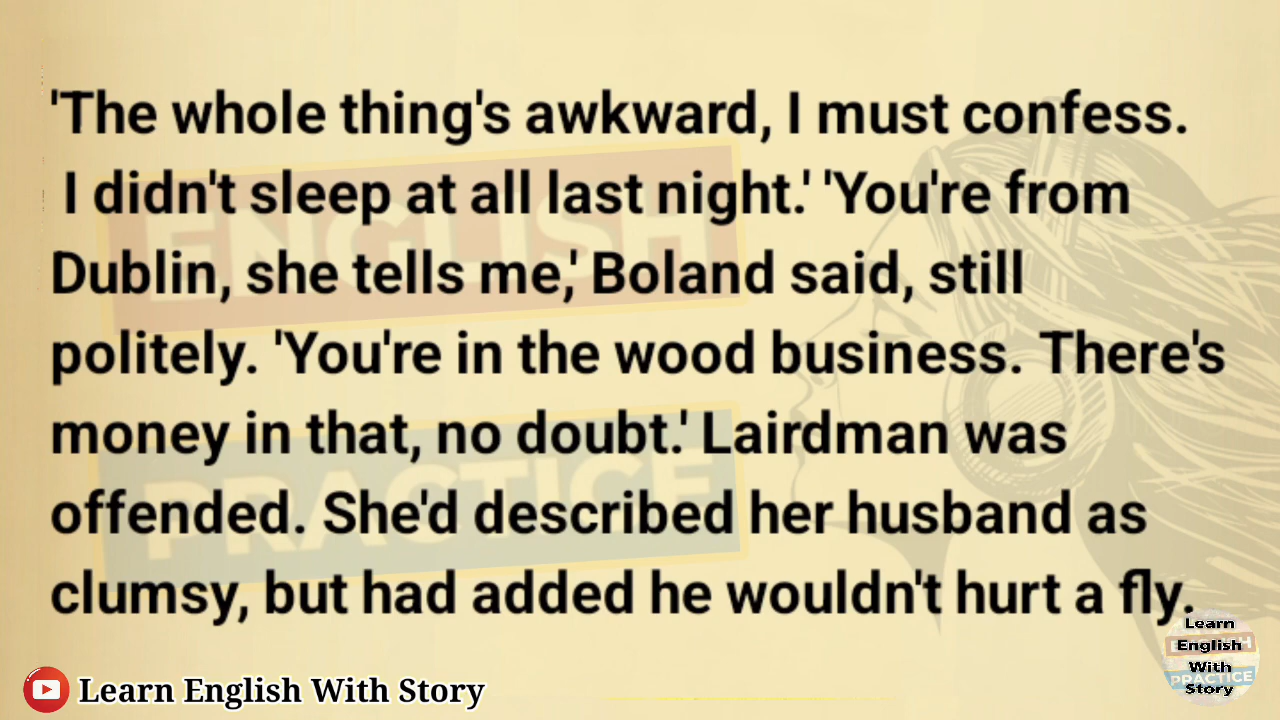 'The whole thing's awkward, I must confess.
I didn't sleep at all last night.' 'You're from
Dublin, she tells me,' Boland said, still
politely. 'You're in the wood business. There's
money in that, no doubt.' Lairdman was
offended. She'd described her husband as
clumsy, but had added he wouldn't hurt a fly.
ENGLISH
PRACTICE
Learn English With Story
Learn
English
With
PRACTICE
Story